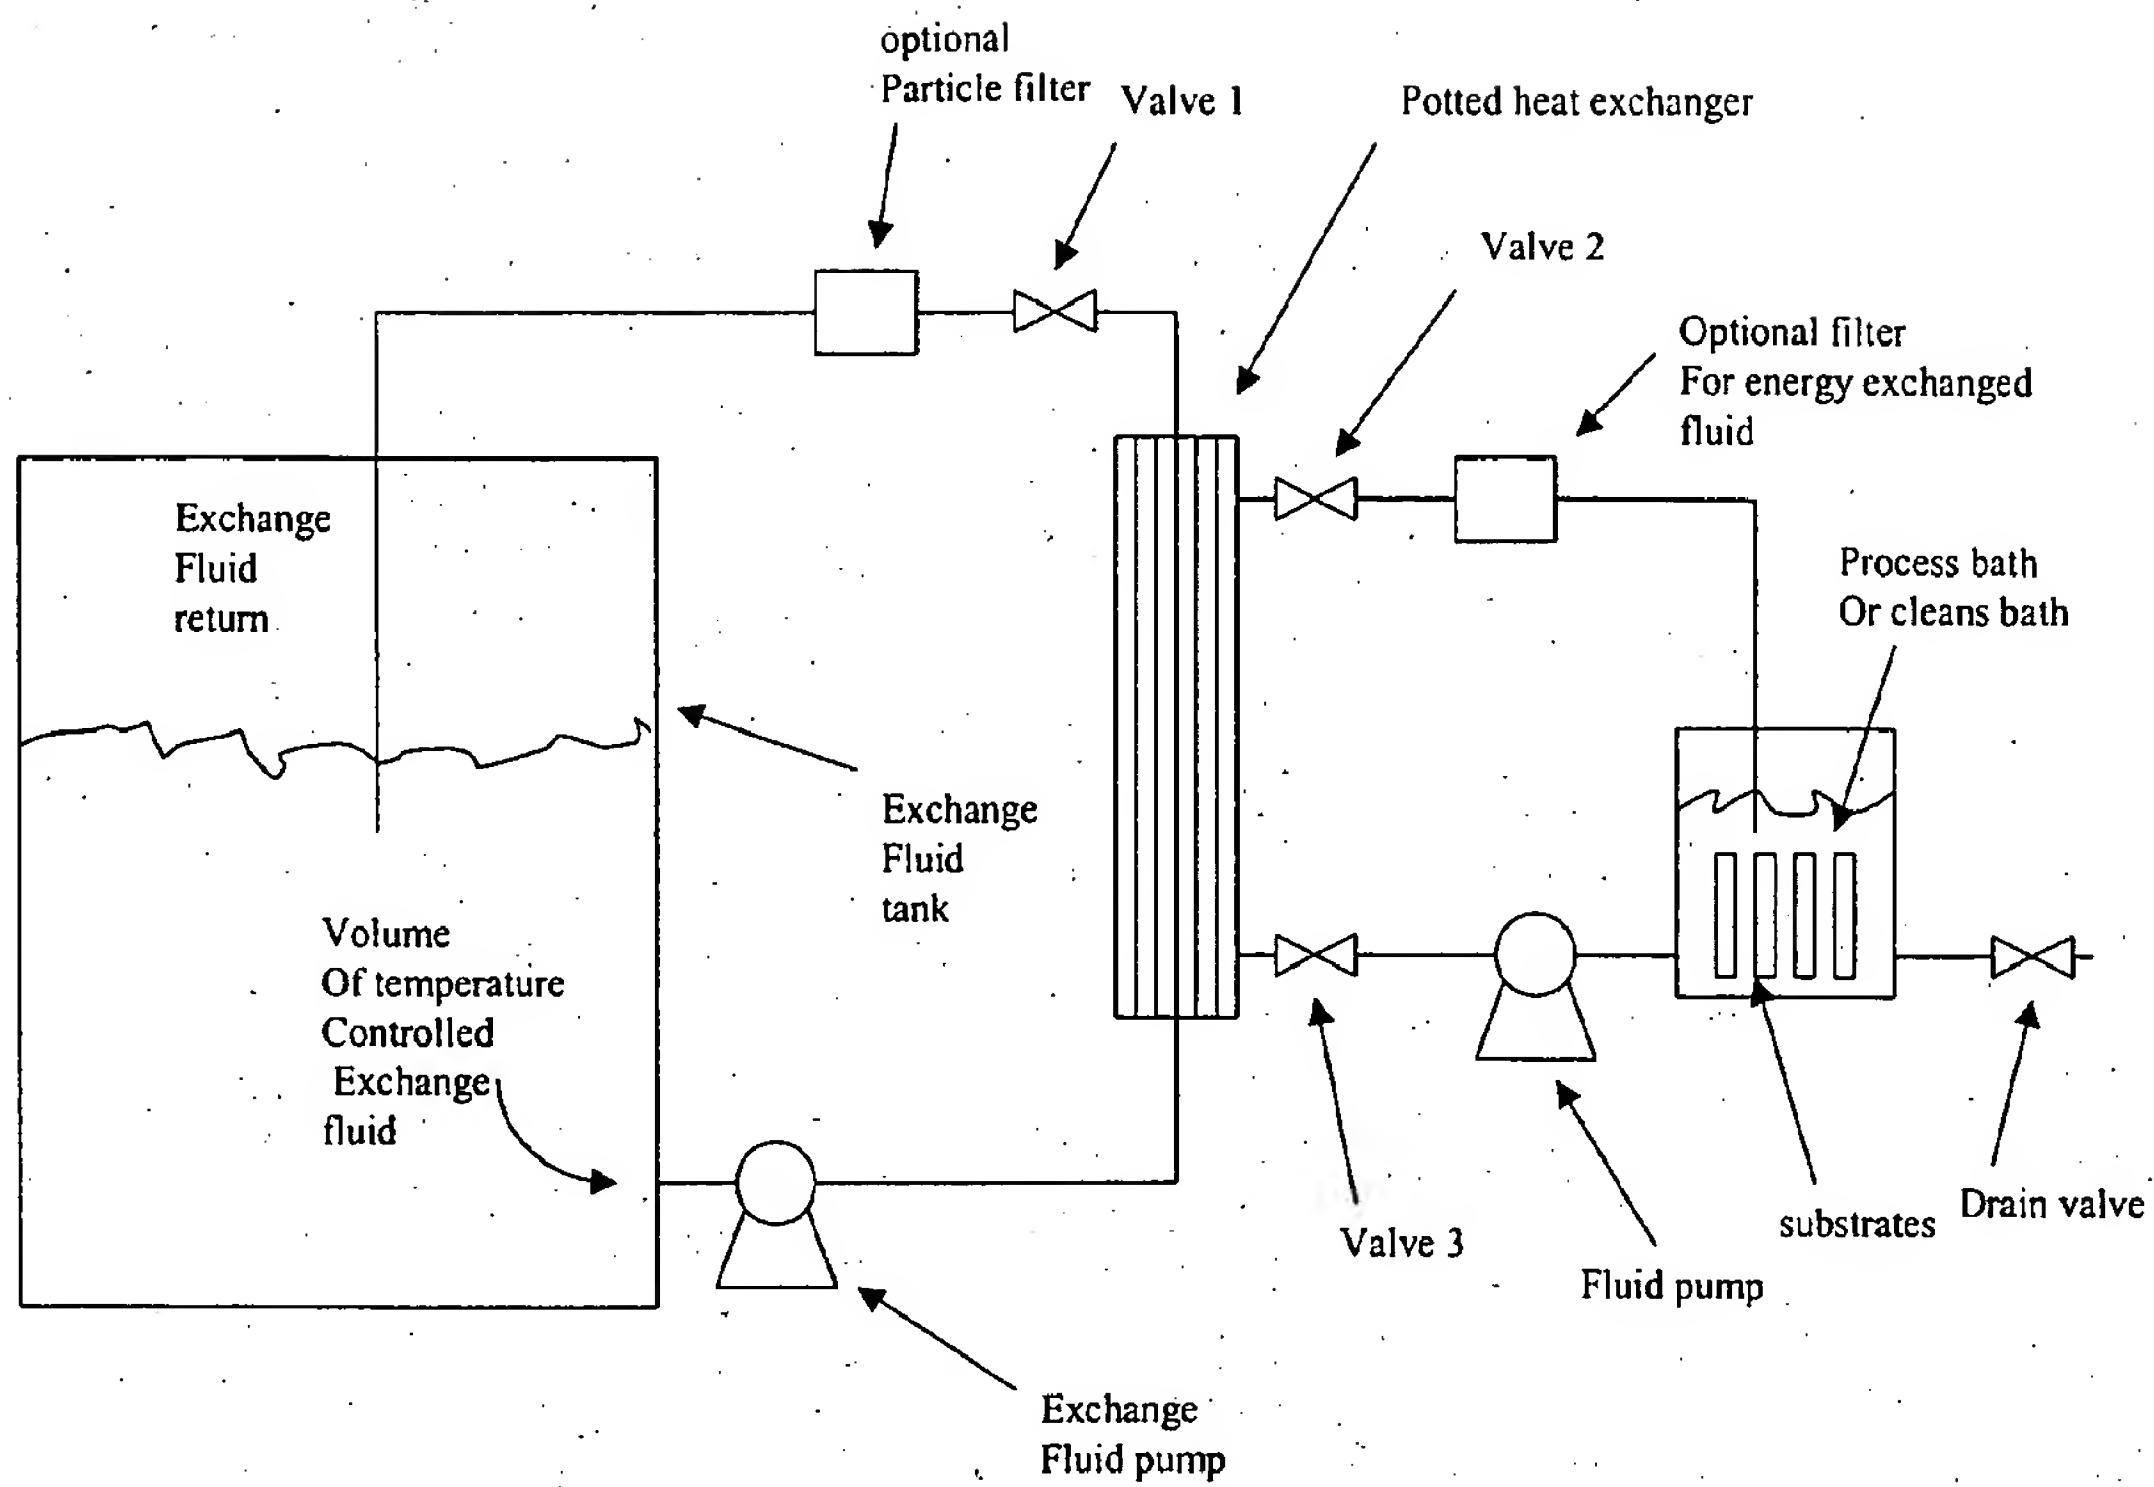 optional
Particle filter
Valve 1
Potted heat exchanger
Valve 2
Optional filter
For energy exchanged
fluid
Exchange
Fluid
return
Process bath
Or cleans bath
Exchange
Fluid
tank
Volume
Of temperature
Controlled
Exchange
fluid
Valve 3
substrates
Drain valve
Fluid pump
Exchange
Fluid pump